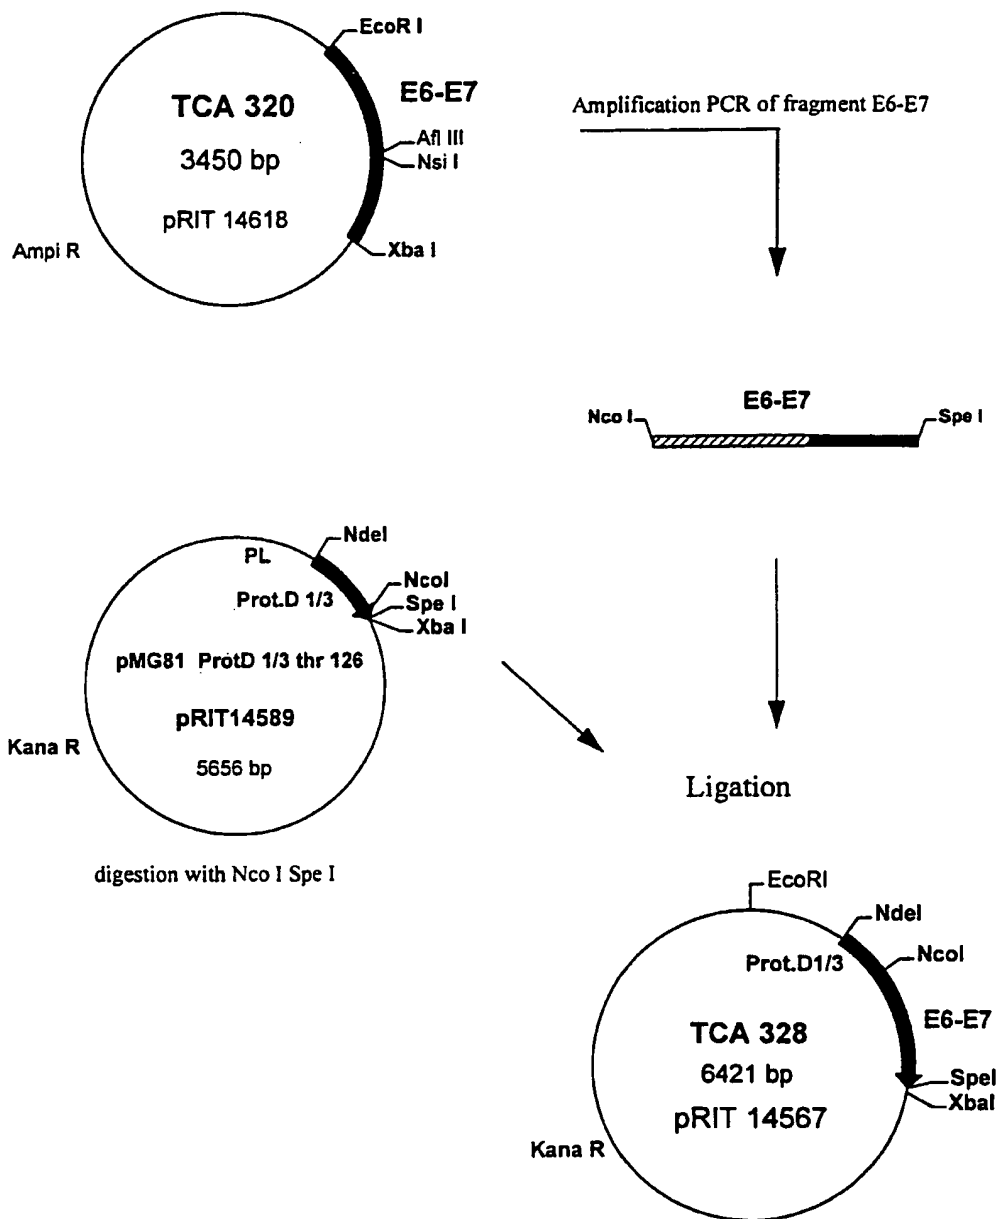 EcoR I
E6-E7
TCA 320
3450 bp
pRIT 14618
Afl III
Nsi I
Xba I
Ampi R
Amplification PCR of fragment E6-E7
E6-E7
Nco I
Spe I
NdeI
PL
Prot.D 1/3
NcoI
Spe I
Xba I
pMG81 ProtD 1/3 thr 126
pRIT14589
5656 bp
Kana R
digestion with Nco I Spe I
Ligation
EcoRI
NdeI
Prot.D1/3
NcoI
E6-E7
TCA 328
6421 bp
pRIT 14567
SpeI
XbaI
Kana R